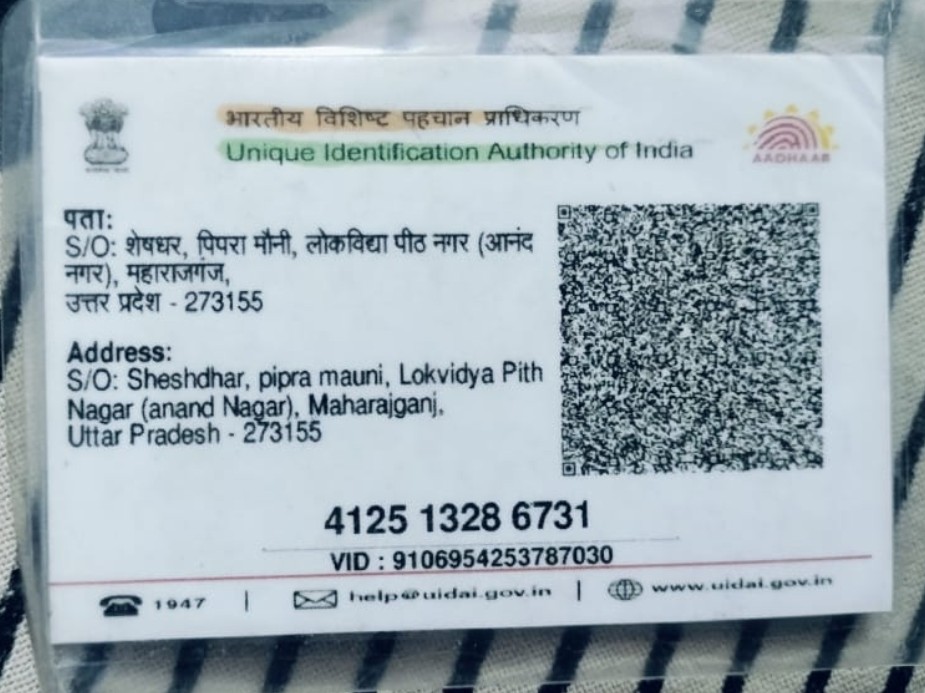 भारतीय विशिष्ट पहचान प्राधिकरण
Unique Identification Authority of India
AADHAAR
पता:
S/O: शेषधर, पिपरा मौनी, लोकविद्या पीठ नगर (आनंद
नगर), महाराजगंज,
उत्तर प्रदेश - 273155
Address:
S/O: Sheshdhar, pipra mauni, Lokvidya Pith
Nagar (anand Nagar), Maharajganj,
Uttar Pradesh - 273155
4125 1328 6731
VID : 9106954253787030
1947 | help@uidai.gov.in | www.uidai.gov.in